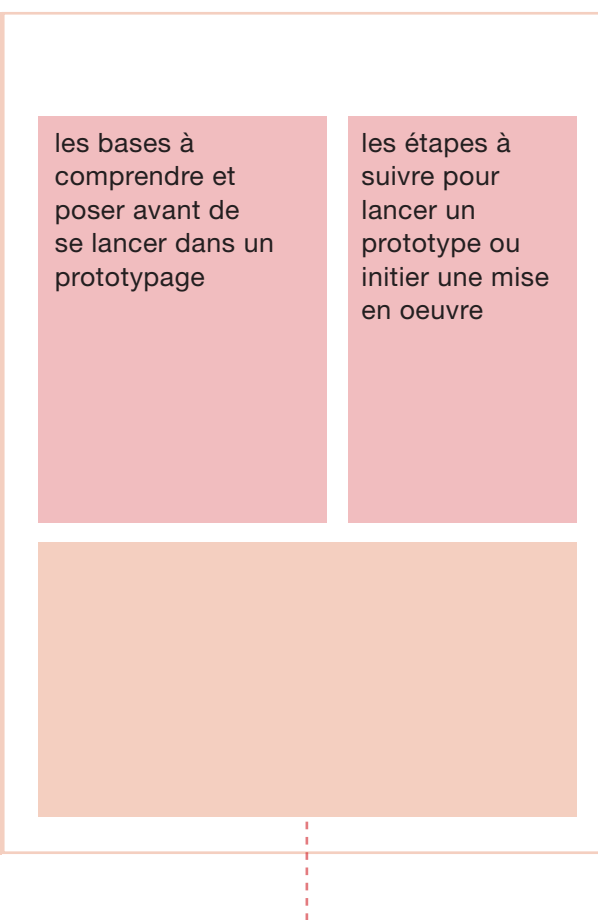 les bases à
comprendre et
poser avant de
se lancer dans un
prototypage
les étapes à
suivre pour
lancer un
prototype ou
initier une mise
en oeuvre